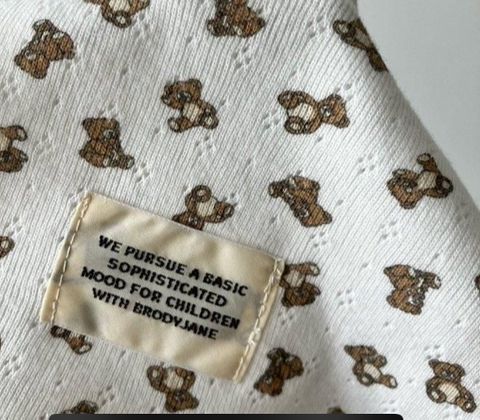 WE PURSUE A BASIC
SOPHISTICATED
MOOD FOR CHILDREN
WITH BRODYJANE